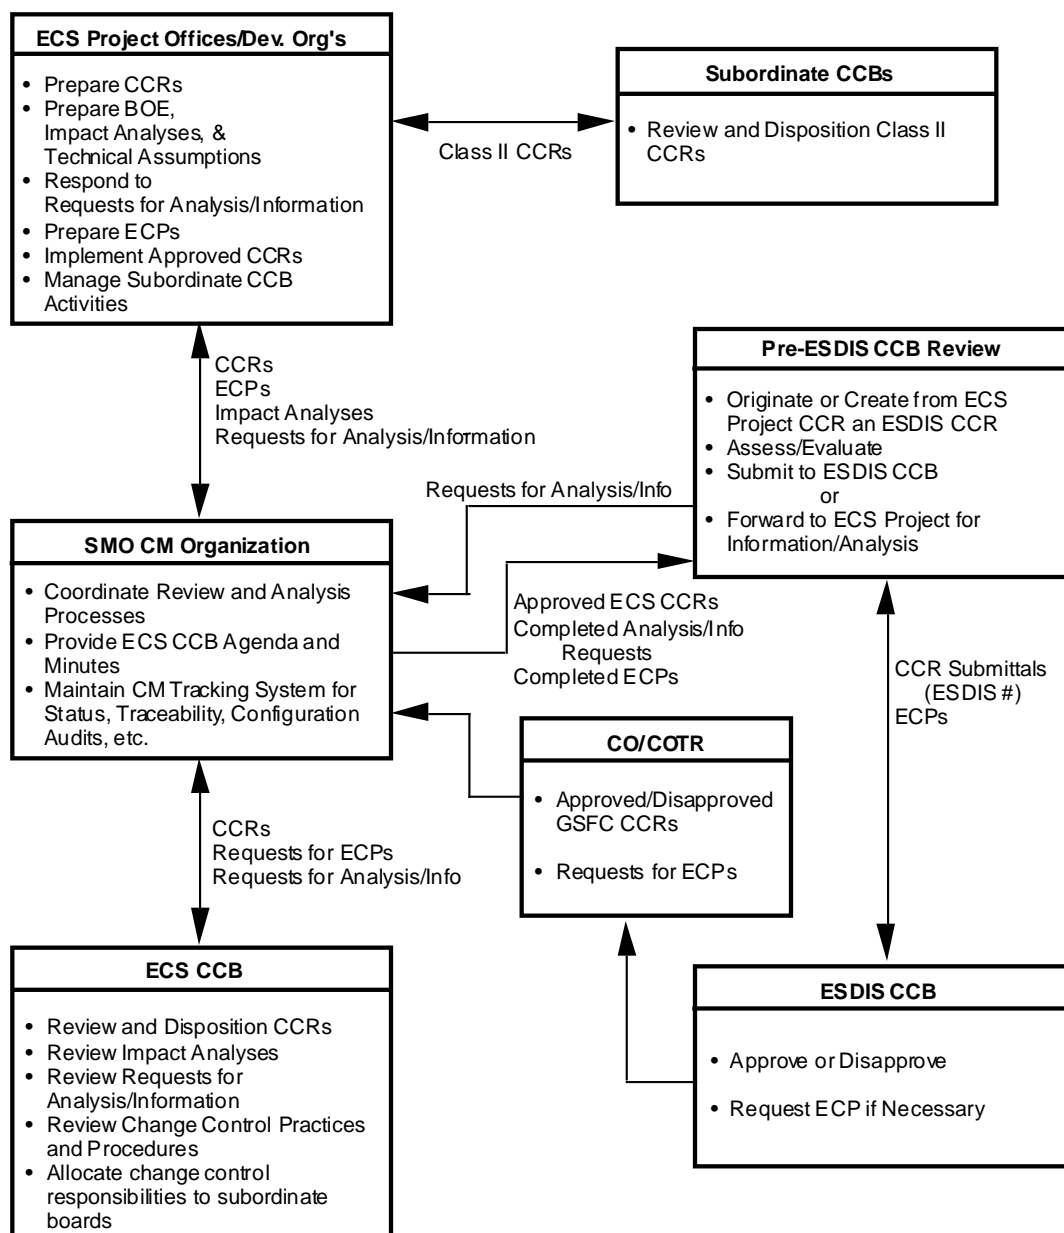 ECS Project Offices/Dev. Org's
• Prepare CCRs
• Prepare BOE,
Impact Analyses, &
Technical Assumptions
• Respond to
Requests for Analysis/Information
• Prepare ECPs
• Implement Approved CCRs
• Manage Subordinate CCB
Activities
Class II CCRs
Subordinate CCBs
• Review and Disposition Class II
CCRs
CCRs
ECPs
Impact Analyses
Requests for Analysis/Information
Pre-ESDIS CCB Review
• Originate or Create from ECS
Project CCR an ESDIS CCR
• Assess/Evaluate
• Submit to ESDIS CCB
or
• Forward to ECS Project for
Information/Analysis
Requests for Analysis/Info
SMO CM Organization
• Coordinate Review and Analysis
Processes
• Provide ECS CCB Agenda and
Minutes
• Maintain CM Tracking System for
Status, Traceability, Configuration
Audits, etc.
Approved ECS CCRs
Completed Analysis/Info
Requests
Completed ECPs
CCR Submittals
(ESDIS #)
ECPs
CO/COTR
• Approved/Disapproved
GSFC CCRs
• Requests for ECPs
CCRs
Requests for ECPs
Requests for Analysis/Info
ECS CCB
• Review and Disposition CCRs
• Review Impact Analyses
• Review Requests for
Analysis/Information
• Review Change Control Practices
and Procedures
• Allocate change control
responsibilities to subordinate
boards
ESDIS CCB
• Approve or Disapprove
• Request ECP if Necessary